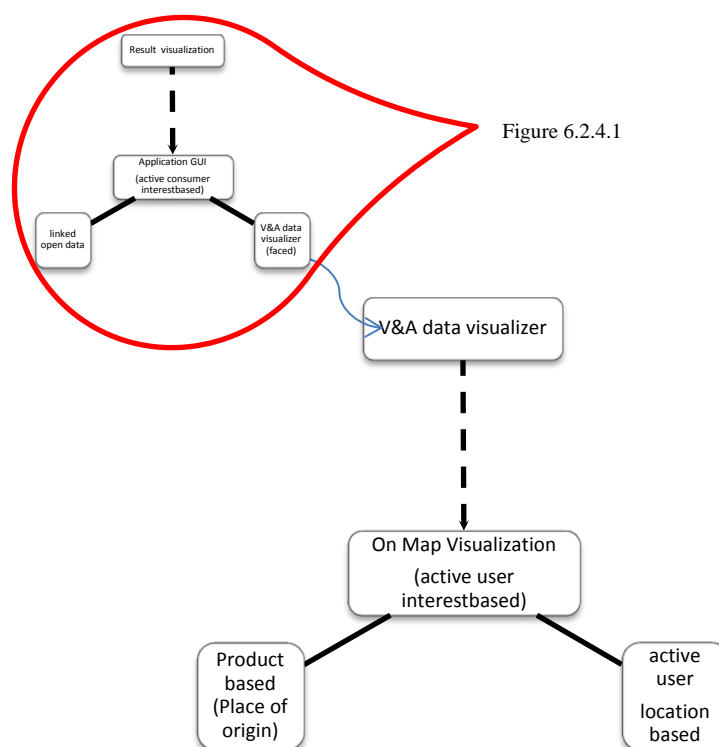 Result visualization
Figure 6.2.4.1
Application GUI
(active consumer
interestbased)
linked
open data
V&A data
visualizer
(faced)
V&A data visualizer
On Map Visualization
(active user
interestbased)
Product
based
(Place of
origin)
active
user
location
based